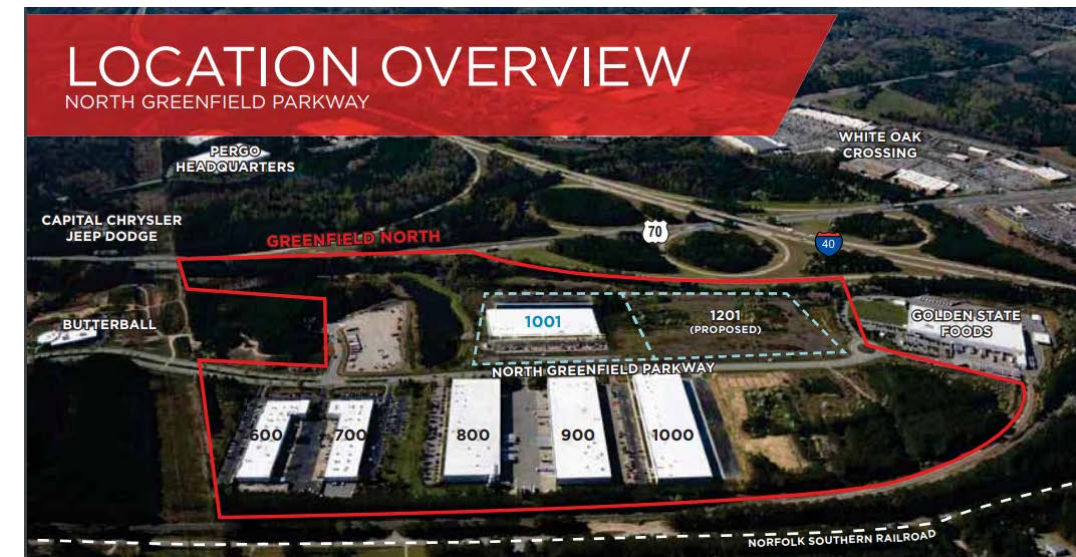 LOCATION OVERVIEW
NORTH GREENFIELD PARKWAY
PERGO
HEADQUARTERS
WHITE OAK
CROSSING
CAPITAL CHRYSLER
JEEP DODGE
GREENFIELD NORTH
70
40
BUTTERBALL
1001
1201
(PROPOSED)
GOLDEN STATE
FOODS
NORTH GREENFIELD PARKWAY
600
700
800
900
1000
NORFOLK SOUTHERN RAILROAD